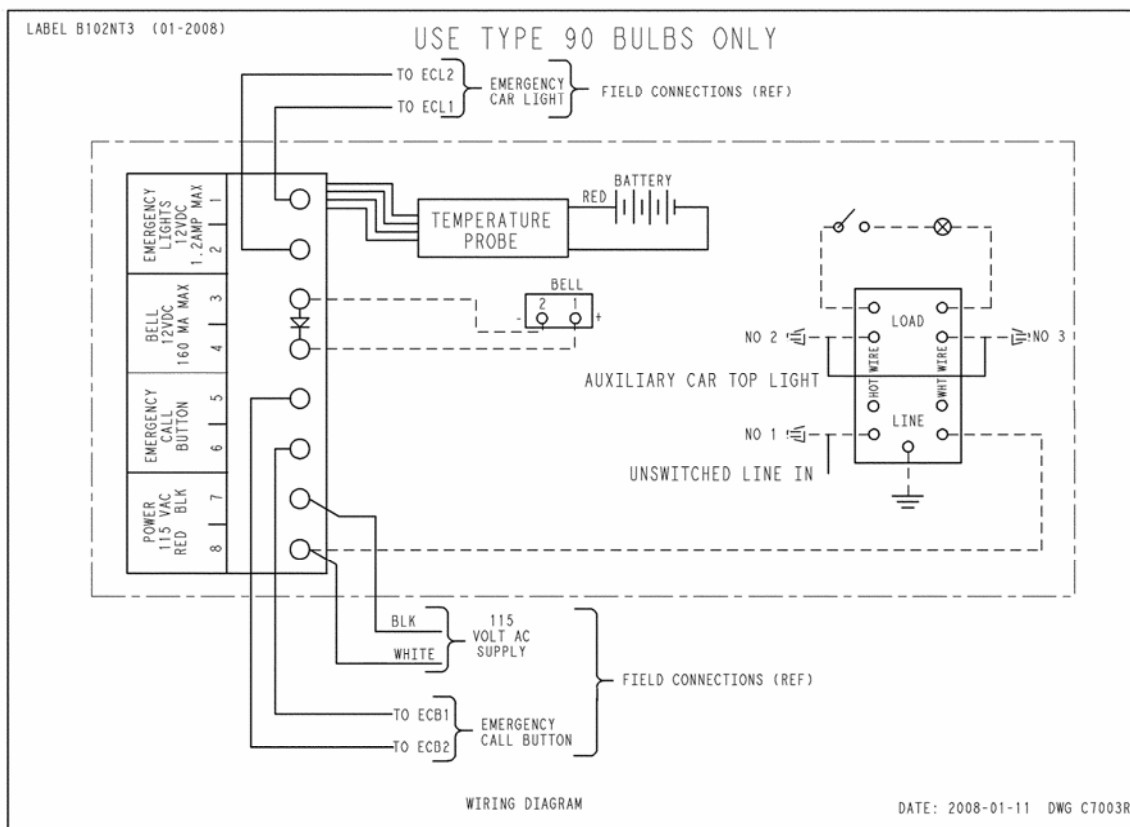 LABEL B102NT3 (01-2008)
USE TYPE 90 BULBS ONLY
TO ECL2
TO ECL1
EMERGENCY
CAR LIGHT
FIELD CONNECTIONS (REF)
EMERGENCY
LIGHTS
12VDC
1.2AMP MAX
1
2
BELL
12VDC
160 MA MAX
3
4
EMERGENCY
CALL
BUTTON
5
6
POWER
115 VAC
RED BLK
7
8
TEMPERATURE
PROBE
RED
BATTERY
BELL
2 1
- +
LOAD
HOT WIRE
WHT WIRE
LINE
NO 2
NO 3
AUXILIARY CAR TOP LIGHT
NO 1
UNSWITCHED LINE IN
BLK
WHITE
115
VOLT AC
SUPPLY
FIELD CONNECTIONS (REF)
TO ECB1
TO ECB2
EMERGENCY
CALL BUTTON
WIRING DIAGRAM
DATE: 2008-01-11 DWG C7003R